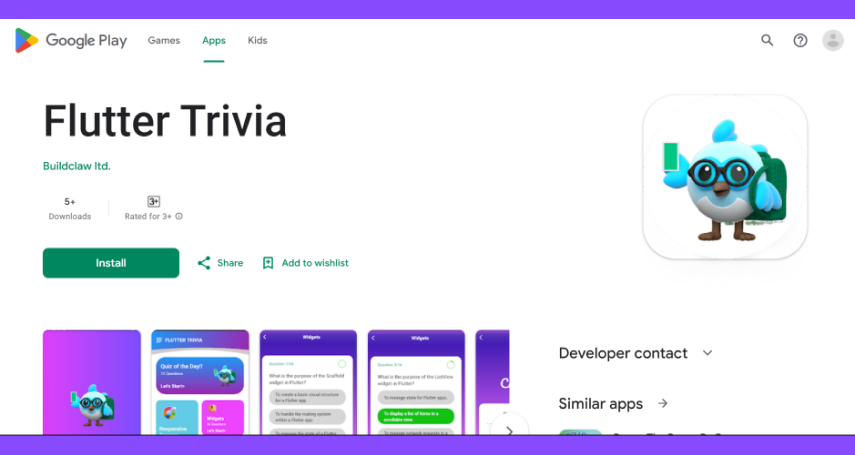 Google Play Games Apps Kids
Flutter Trivia
Buildclaw ltd.
5+
Downloads
3+
Rated for 3+
Install
Share
Add to wishlist
FLUTTER TRIVIA
Quiz of the Day!
Let's Start
Responsive
Widgets
Widgets
Question
What is the purpose of the Scaffold
widget in Flutter?
To create a basic visual structure
for a Flutter app.
To handle the routing system
within a Flutter app.
Widgets
Question
What is the purpose of the ListView
widget in Flutter?
To manage state for Flutter apps.
To display a list of items in a
scrollable view.
Developer contact
Similar apps